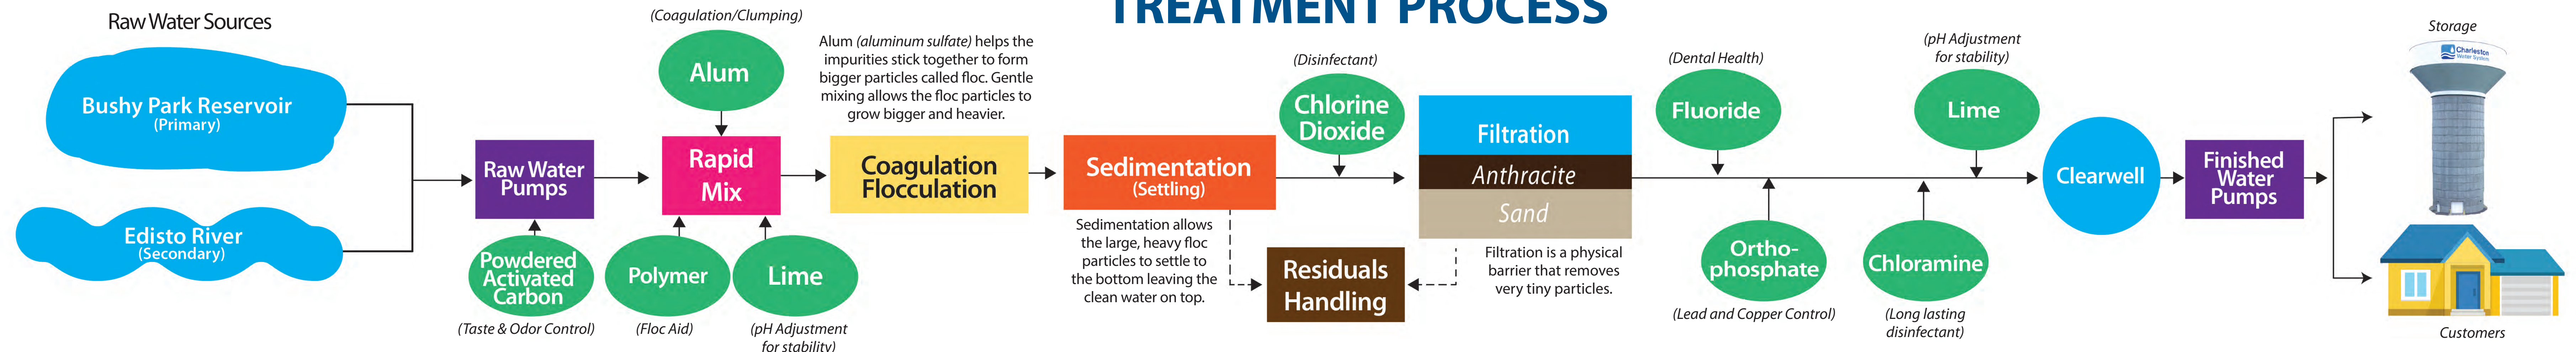 TREATMENT PROCESS
Raw Water Sources
Bushy Park Reservoir
(Primary)
Edisto River
(Secondary)
Raw Water
Pumps
Powdered
Activated
Carbon
(Taste & Odor Control)
(Coagulation/Clumping)
Alum
Rapid
Mix
Polymer
(Floc Aid)
Lime
(pH Adjustment
for stability)
Alum (aluminum sulfate) helps the
impurities stick together to form
bigger particles called floc. Gentle
mixing allows the floc particles to
grow bigger and heavier.
Coagulation
Flocculation
Sedimentation
(Settling)
Sedimentation allows
the large, heavy floc
particles to settle to
the bottom leaving the
clean water on top.
(Disinfectant)
Chlorine
Dioxide
Residuals
Handling
Filtration
Anthracite
Sand
Filtration is a physical
barrier that removes
very tiny particles.
(Dental Health)
Fluoride
Ortho-
phosphate
(Lead and Copper Control)
(pH Adjustment
for stability)
Lime
Chloramine
(Long lasting
disinfectant)
Clearwell
Finished
Water
Pumps
Storage
Charleston
Water System
Customers